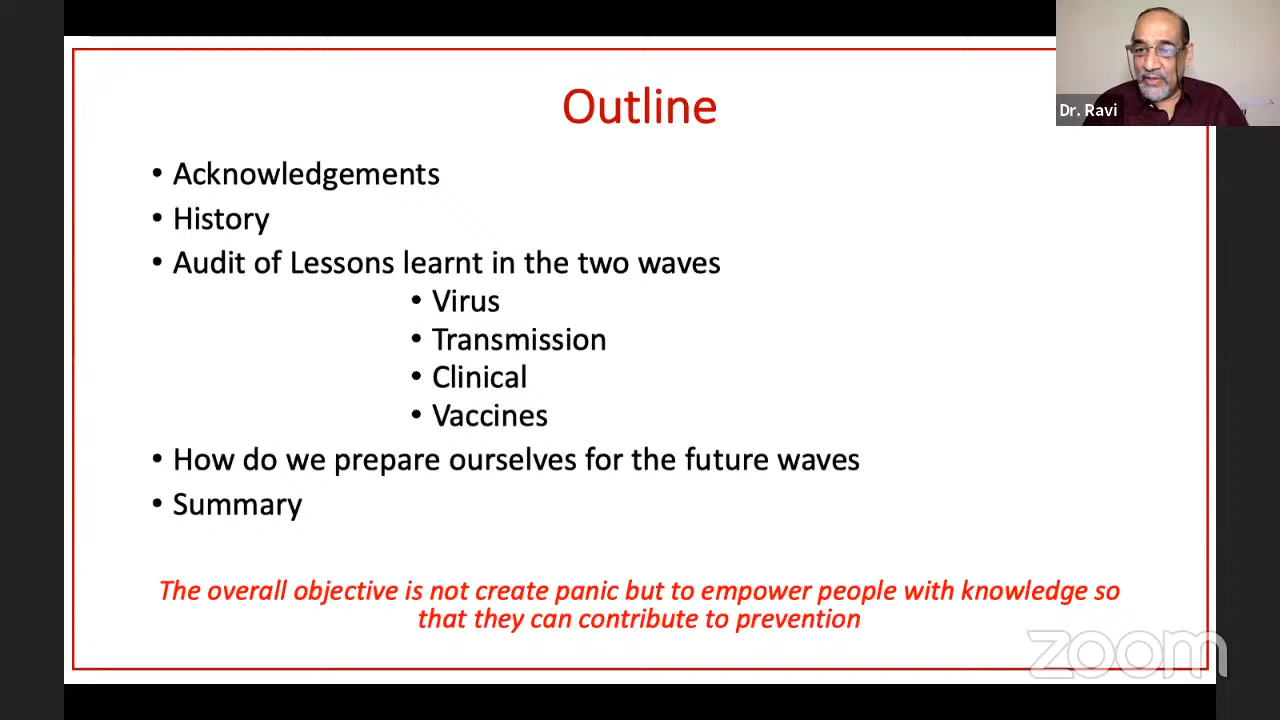 Outline
Dr. Ravi
• Acknowledgements
• History
• Audit of Lessons learnt in the two waves
• Virus
• Transmission
• Clinical
• Vaccines
• How do we prepare ourselves for the future waves
• Summary
The overall objective is not create panic but to empower people with knowledge so
that they can contribute to prevention
zoom